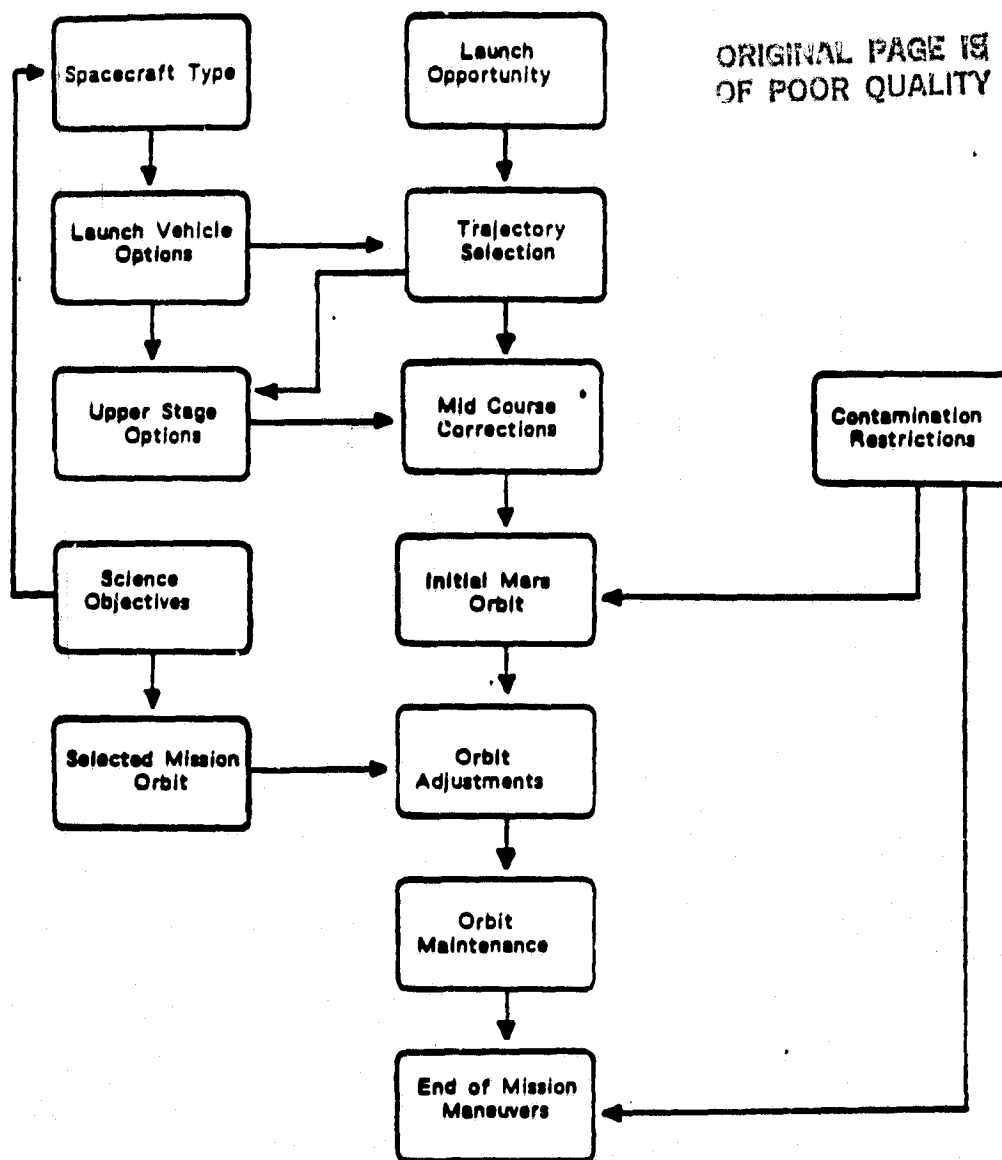 ORIGINAL PAGE IS
OF POOR QUALITY
Spacecraft Type
Launch
Opportunity
Launch Vehicle
Options
Trajectory
Selection
Upper Stage
Options
Mid Course
Corrections
Contamination
Restrictions
Science
Objectives
Initial Mars
Orbit
Selected Mission
Orbit
Orbit
Adjustments
Orbit
Maintenance
End of Mission
Maneuvers